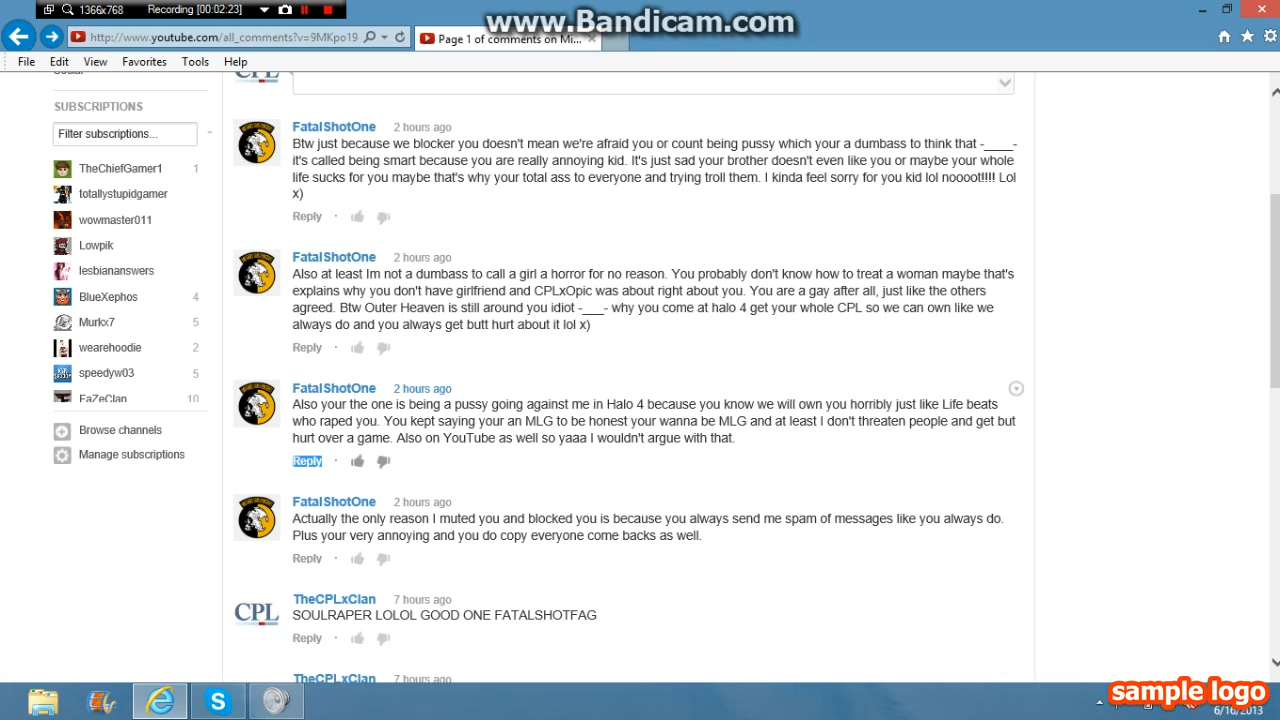 1366x768 Recording [00:02:23]
www.Bandicam.com
http://www.youtube.com/all_comments?v=9MKpo19
Page 1 of comments on Mi...
File Edit View Favorites Tools Help
Social
CPL
SUBSCRIPTIONS
Filter subscriptions...
TheChiefGamer1 1
totallystupidgamer
wowmaster011
Lowpik
lesbiananswers
BlueXephos 4
Murkx7 5
wearehoodie 2
speedyw03 5
FaZeClan 10
Browse channels
Manage subscriptions
FatalShotOne 2 hours ago
Btw just because we blocker you doesn't mean we're afraid you or count being pussy which your a dumbass to think that -____-
it's called being smart because you are really annoying kid. It's just sad your brother doesn't even like you or maybe your whole
life sucks for you maybe that's why your total ass to everyone and trying troll them. I kinda feel sorry for you kid lol noooot!!!! Lol
x)
Reply ·
FatalShotOne 2 hours ago
Also at least Im not a dumbass to call a girl a horror for no reason. You probably don't know how to treat a woman maybe that's
explains why you don't have girlfriend and CPLxOpic was about right about you. You are a gay after all, just like the others
agreed. Btw Outer Heaven is still around you idiot -___- why you come at halo 4 get your whole CPL so we can own like we
always do and you always get butt hurt about it lol x)
Reply ·
FatalShotOne 2 hours ago
Also your the one is being a pussy going against me in Halo 4 because you know we will own you horribly just like Life beats
who raped you. You kept saying your an MLG to be honest your wanna be MLG and at least I don't threaten people and get but
hurt over a game. Also on YouTube as well so yaaa I wouldn't argue with that.
Reply ·
FatalShotOne 2 hours ago
Actually the only reason I muted you and blocked you is because you always send me spam of messages like you always do.
Plus your very annoying and you do copy everyone come backs as well.
Reply ·
CPL
TheCPLxClan 7 hours ago
SOULRAPER LOLOL GOOD ONE FATALSHOTFAG
Reply ·
TheCPLxClan 7 hours ago
sample logo
6/16/2013